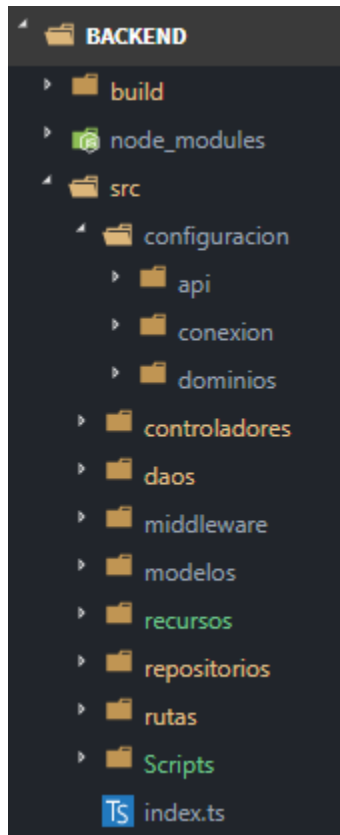 BACKEND
build
node_modules
src
configuracion
api
conexion
dominios
controladores
daos
middleware
modelos
recursos
repositorios
rutas
Scripts
TS index.ts